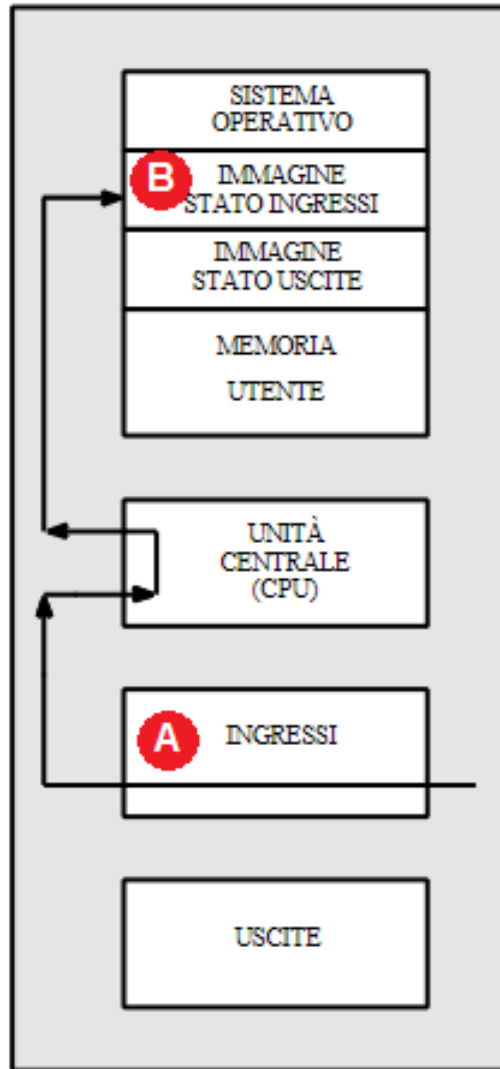 SISTEMA
OPERATIVO
B
IMMAGINE
STATO INGRESSI
IMMAGINE
STATO USCITE
MEMORIA
UTENTE
UNITÀ
CENTRALE
(CPU)
A
INGRESSI
USCITE